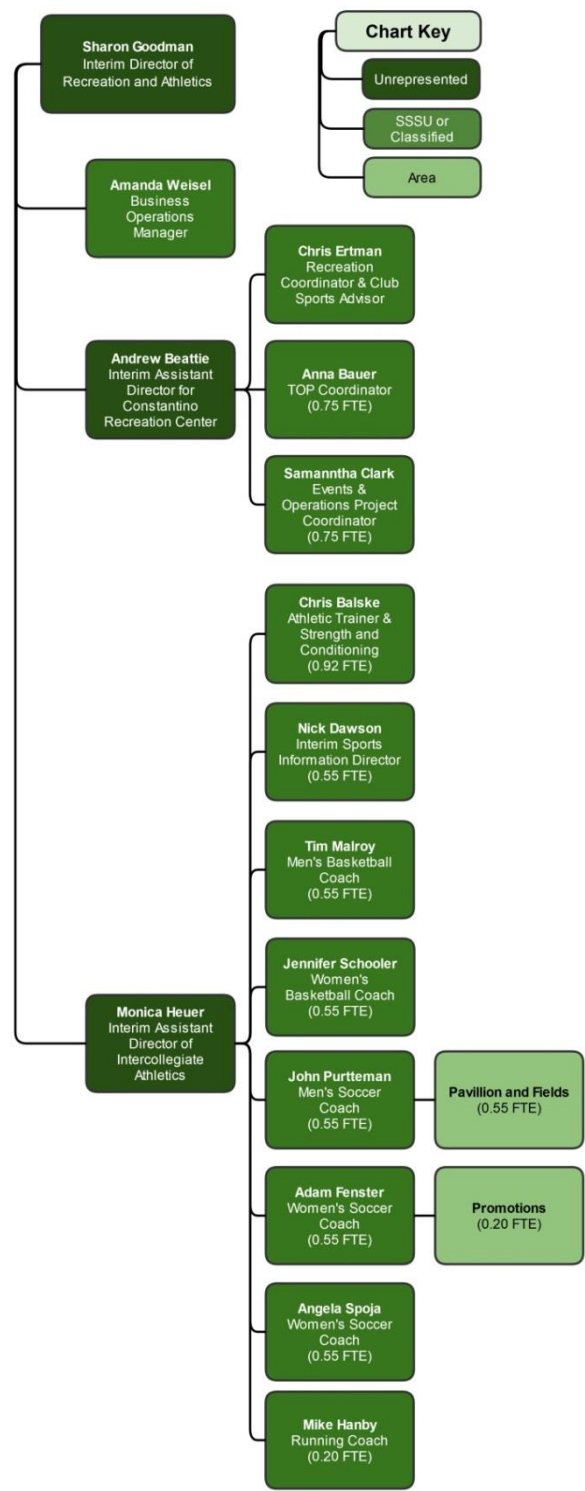 Sharon Goodman
Interim Director of
Recreation and Athletics
Chart Key
Unrepresented
SSSU or
Classified
Area
Amanda Weisel
Business
Operations
Manager
Chris Ertman
Recreation
Coordinator & Club
Sports Advisor
Andrew Beattie
Interim Assistant
Director for
Constantino
Recreation Center
Anna Bauer
TOP Coordinator
(0.75 FTE)
Samanntha Clark
Events &
Operations Project
Coordinator
(0.75 FTE)
Chris Balske
Athletic Trainer &
Strength and
Conditioning
(0.92 FTE)
Nick Dawson
Interim Sports
Information Director
(0.55 FTE)
Tim Malroy
Men's Basketball
Coach
(0.55 FTE)
Jennifer Schooler
Women's
Basketball Coach
(0.55 FTE)
Monica Heuer
Interim Assistant
Director of
Intercollegiate
Athletics
John Purtteman
Men's Soccer
Coach
(0.55 FTE)
Pavillion and Fields
(0.55 FTE)
Adam Fenster
Women's Soccer
Coach
(0.55 FTE)
Promotions
(0.20 FTE)
Angela Spoja
Women's Soccer
Coach
(0.55 FTE)
Mike Hanby
Running Coach
(0.20 FTE)